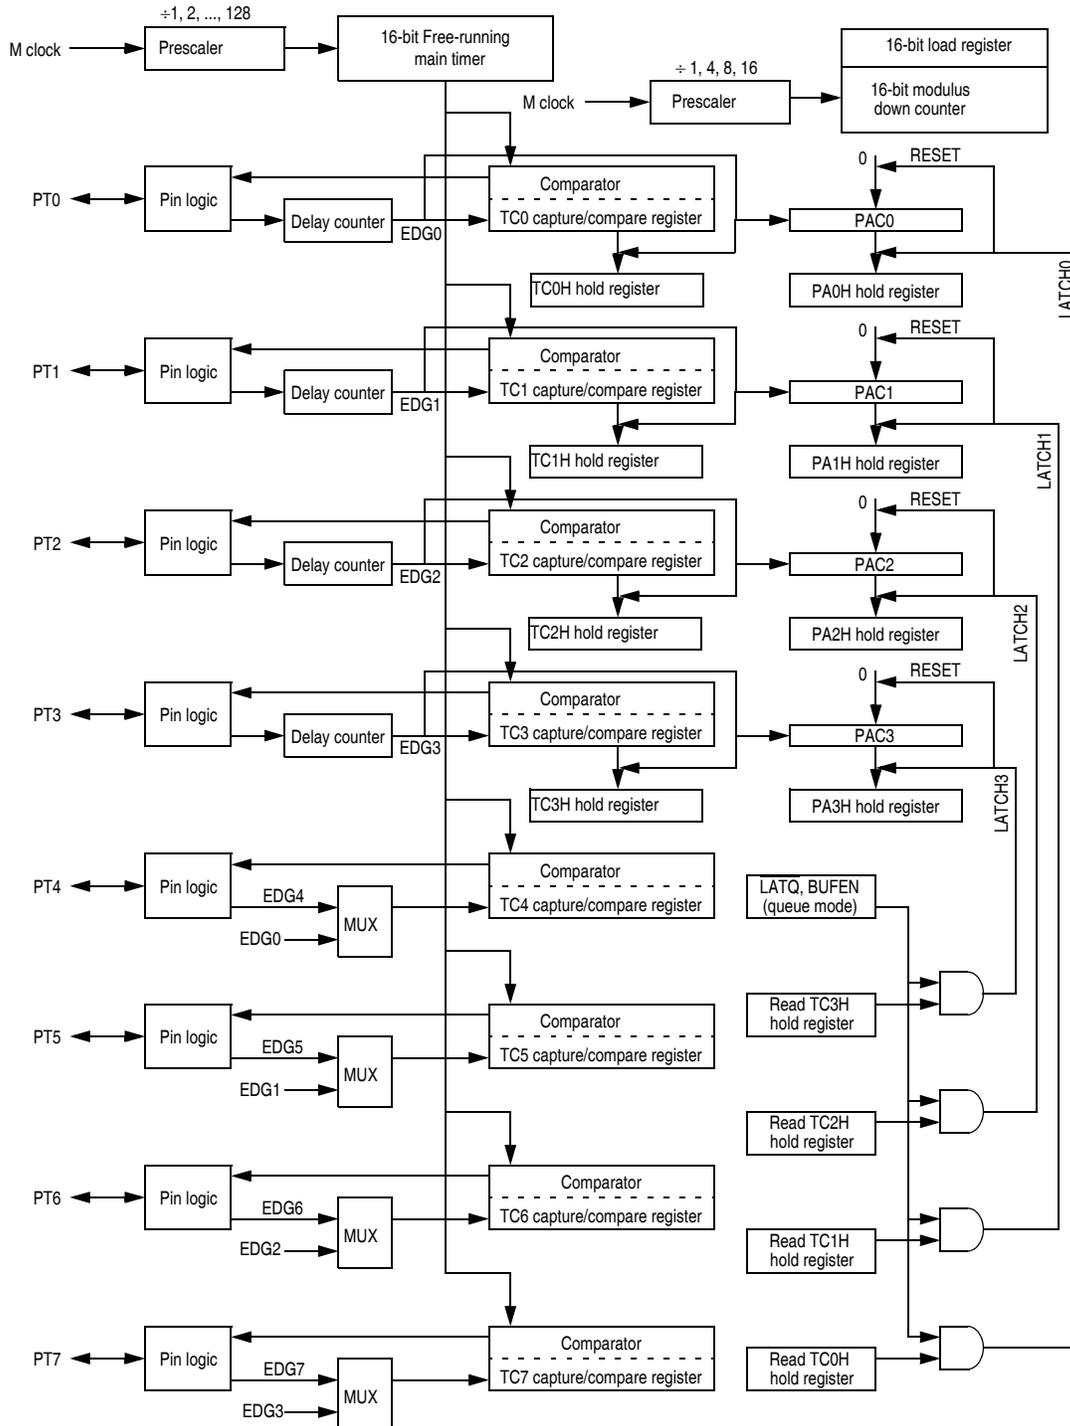 ÷1, 2, ..., 128
M clock
Prescaler
16-bit Free-running
main timer
16-bit load register
÷ 1, 4, 8, 16
M clock
Prescaler
16-bit modulus
down counter
PT0
Pin logic
Delay counter
EDG0
Comparator
TC0 capture/compare register
TC0H hold register
0
RESET
PAC0
PA0H hold register
LATCH0
PT1
Pin logic
Delay counter
EDG1
Comparator
TC1 capture/compare register
TC1H hold register
0
RESET
PAC1
PA1H hold register
LATCH1
PT2
Pin logic
Delay counter
EDG2
Comparator
TC2 capture/compare register
TC2H hold register
0
RESET
PAC2
PA2H hold register
LATCH2
PT3
Pin logic
Delay counter
EDG3
Comparator
TC3 capture/compare register
TC3H hold register
0
RESET
PAC3
PA3H hold register
LATCH3
PT4
Pin logic
EDG4
EDG0
MUX
Comparator
TC4 capture/compare register
LATQ, BUFEN
(queue mode)
PT5
Pin logic
EDG5
EDG1
MUX
Comparator
TC5 capture/compare register
Read TC3H
hold register
Read TC2H
hold register
PT6
Pin logic
EDG6
EDG2
MUX
Comparator
TC6 capture/compare register
Read TC1H
hold register
PT7
Pin logic
EDG7
EDG3
MUX
Comparator
TC7 capture/compare register
Read TC0H
hold register